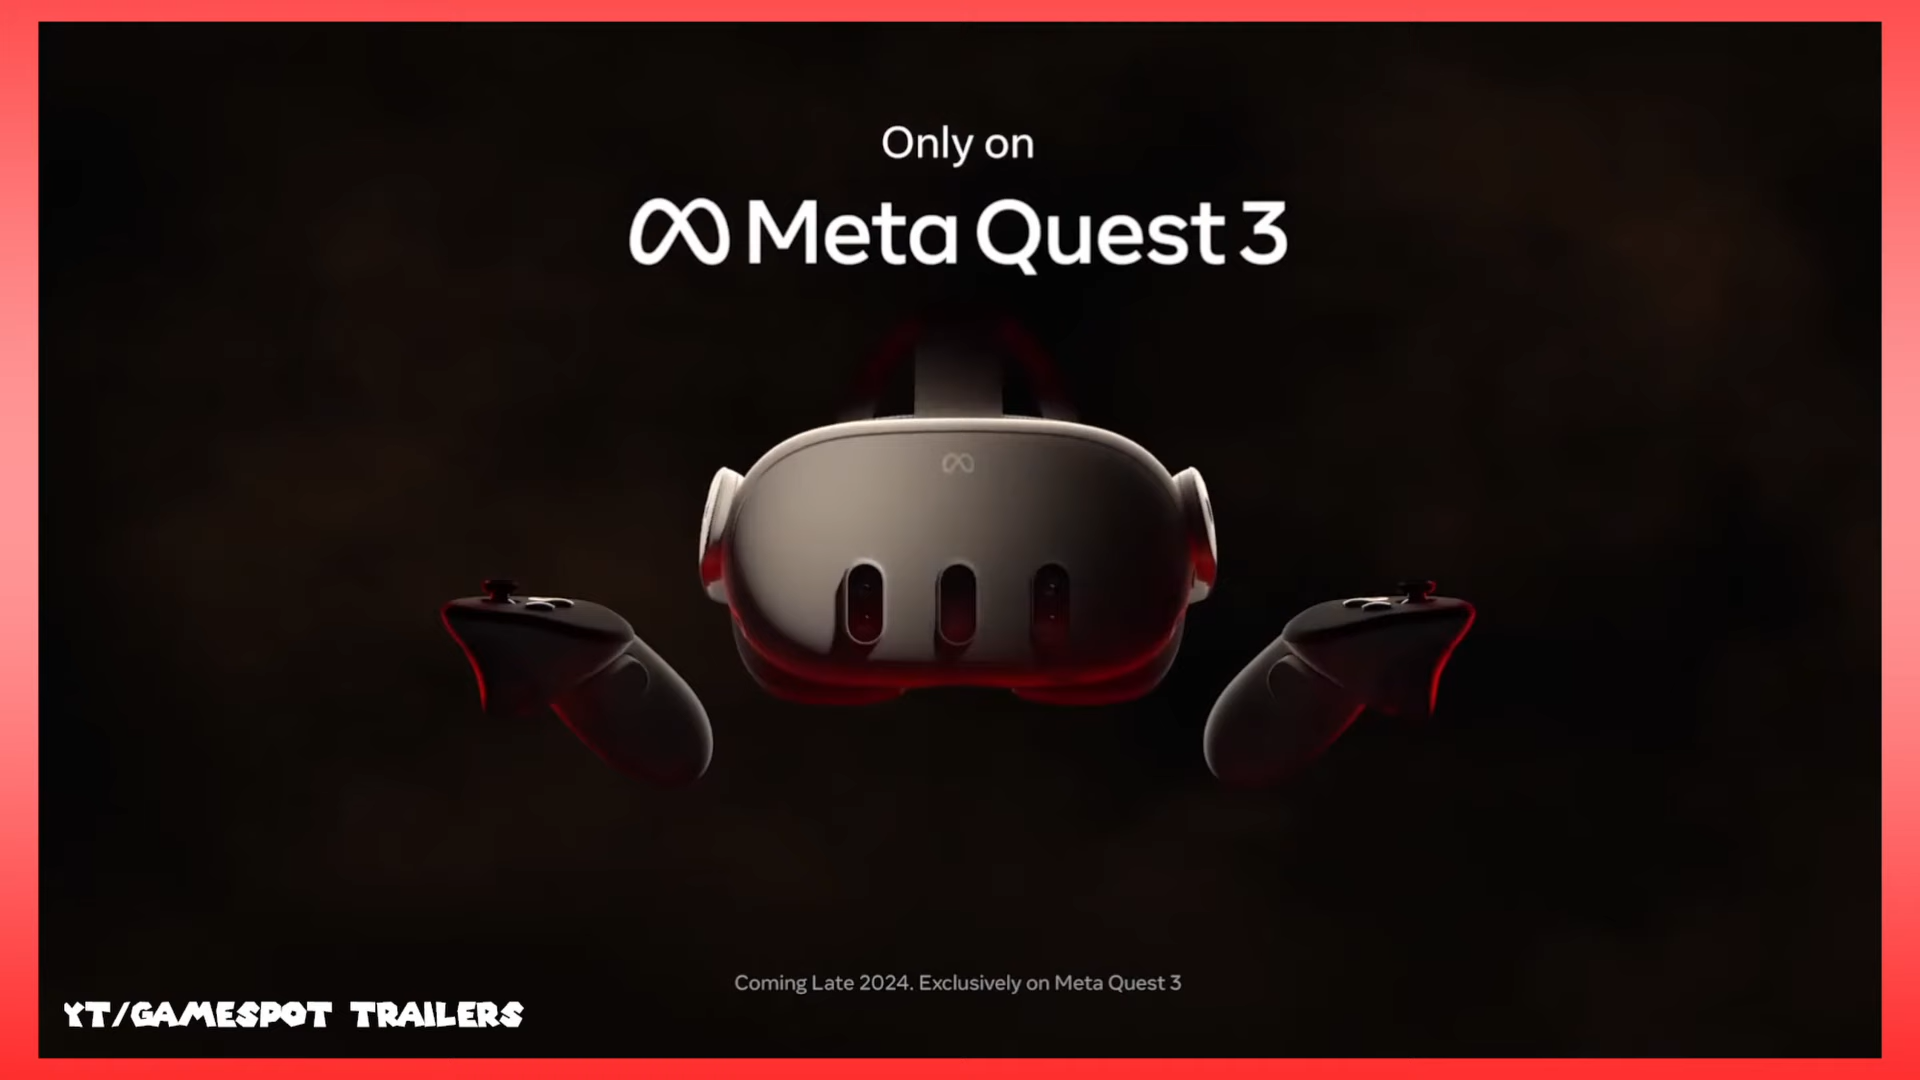 Only on
Meta Quest 3
Coming Late 2024. Exclusively on Meta Quest 3
YT/GAMESPOT TRAILERS